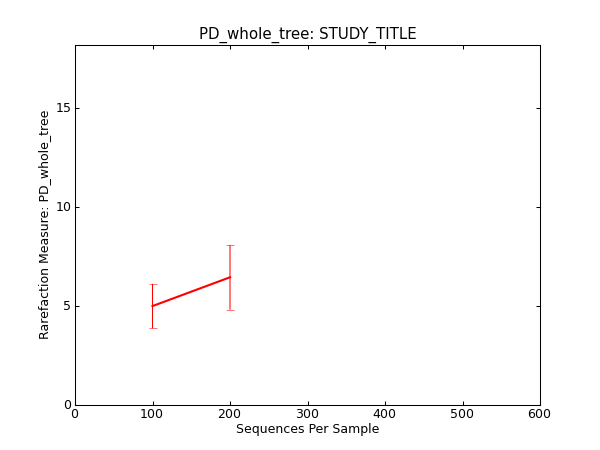 PD_whole_tree: STUDY_TITLE
Rarefaction Measure: PD_whole_tree
15
10
5
0
0 100 200 300 400 500 600
Sequences Per Sample